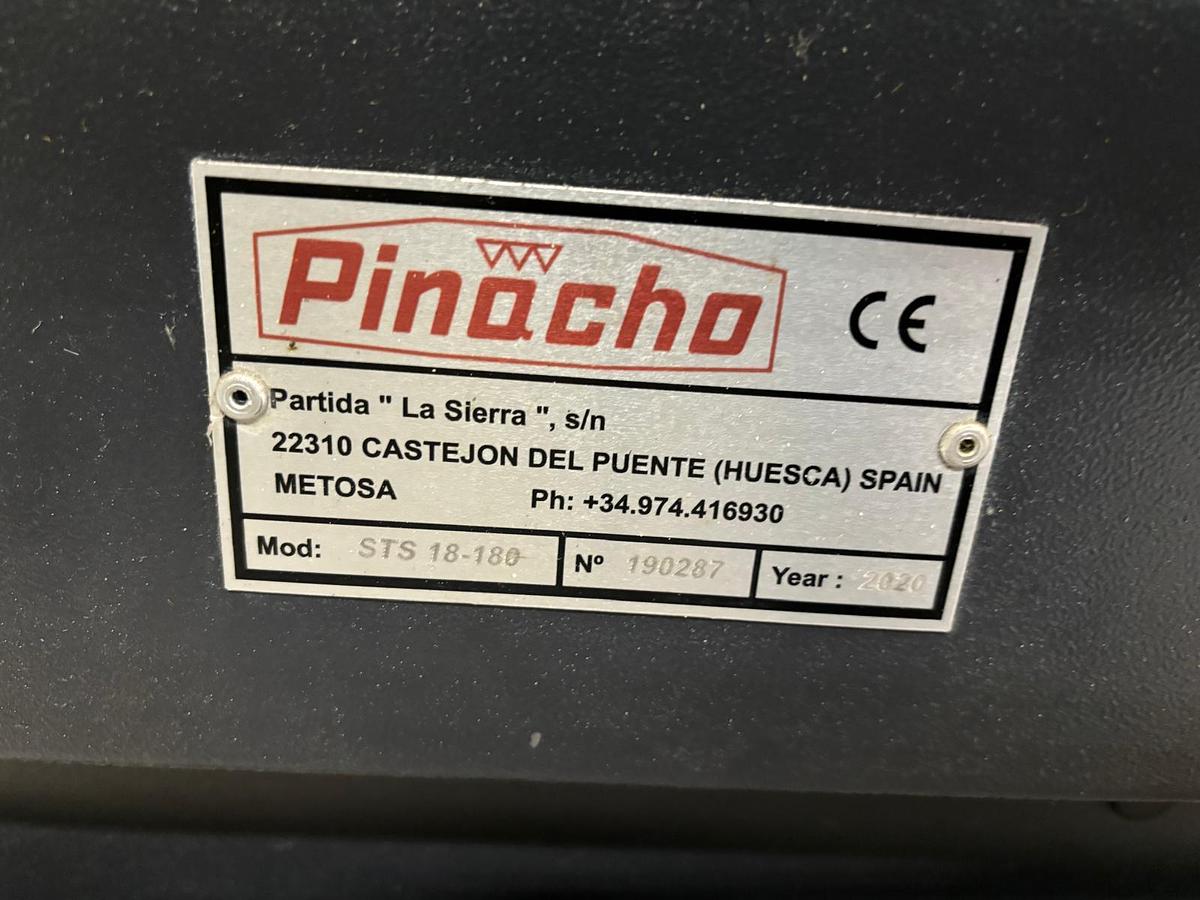 Pinacho
CE
Partida " La Sierra ", s/n
22310 CASTEJON DEL PUENTE (HUESCA) SPAIN
METOSA Ph: +34.974.416930
Mod: STS 18-180 Nº 190287 Year : 2020